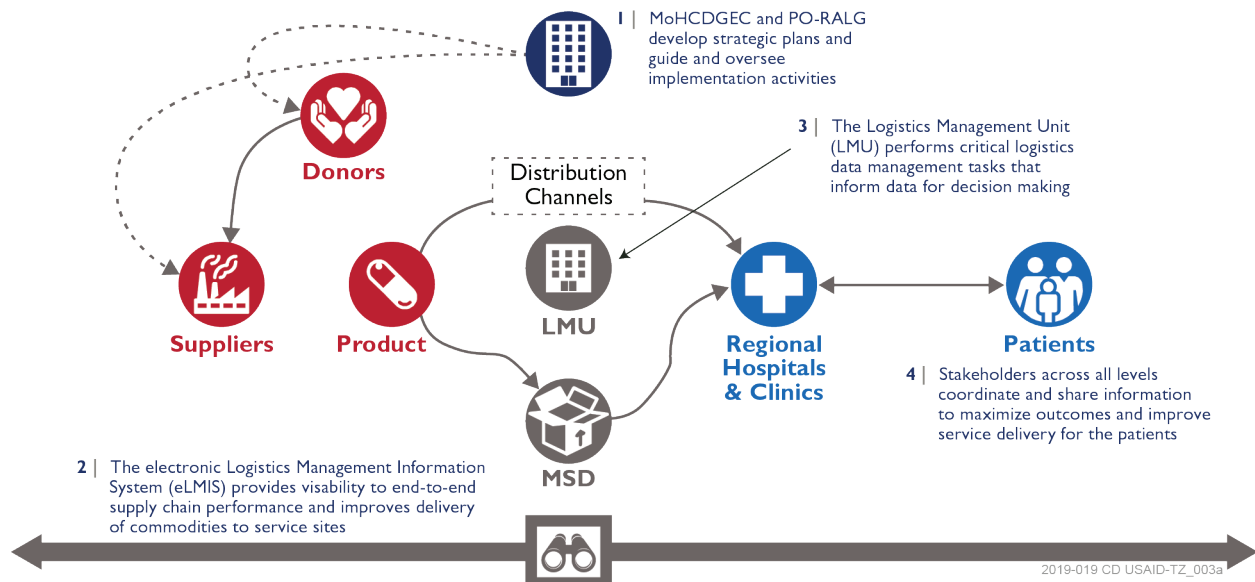 1 | MoHCDGEC and PO-RALG
develop strategic plans and
guide and oversee
implementation activities
Donors
3 | The Logistics Management Unit
(LMU) performs critical logistics
data management tasks that
inform data for decision making
Distribution
Channels
Suppliers
Product
LMU
Regional
Hospitals
& Clinics
Patients
4 | Stakeholders across all levels
coordinate and share information
to maximize outcomes and improve
service delivery for the patients
MSD
2 | The electronic Logistics Management Information
System (eLMIS) provides visability to end-to-end
supply chain performance and improves delivery
of commodities to service sites
2019-019 CD USAID-TZ_003a